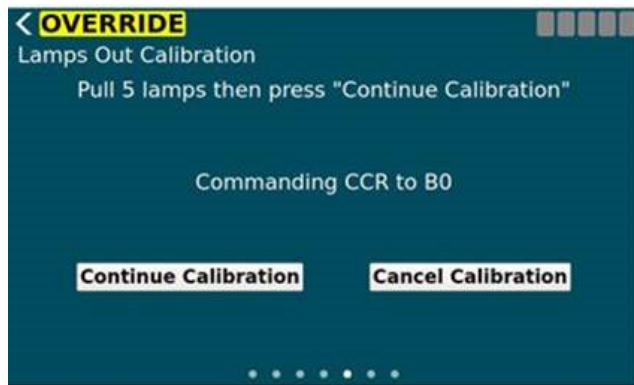 OVERRIDE
Lamps Out Calibration
Pull 5 lamps then press "Continue Calibration"
Commanding CCR to B0
Continue Calibration Cancel Calibration